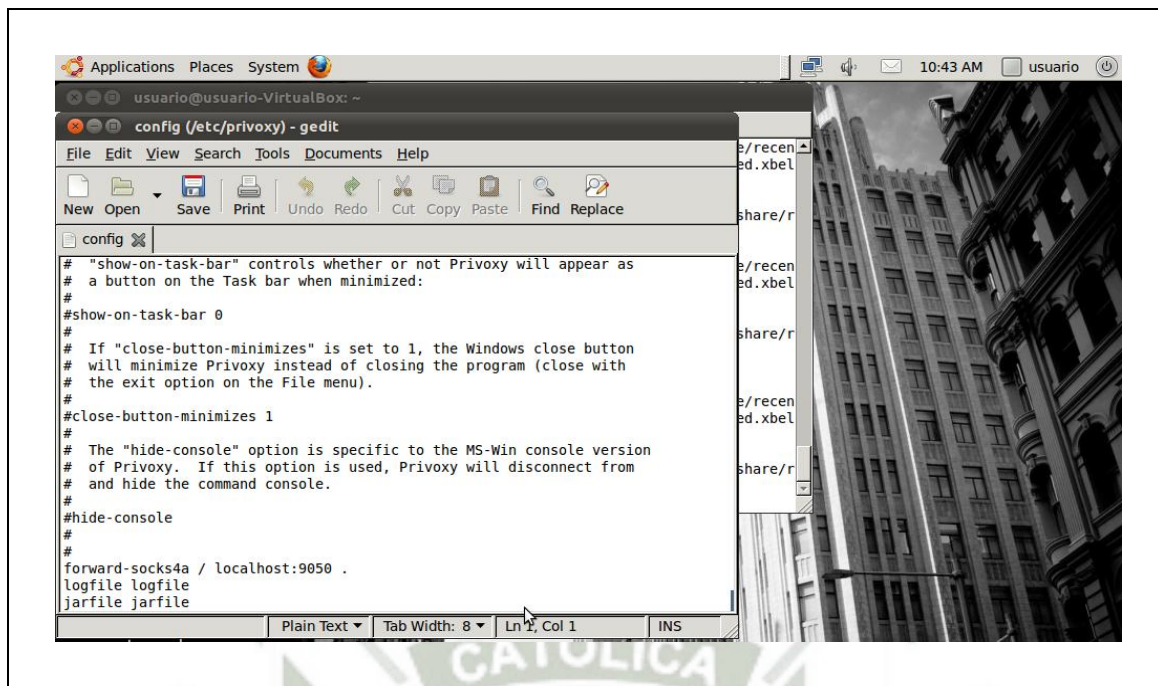 Applications Places System 10:43 AM usuario
usuario@usuario-VirtualBox: ~
config (/etc/privoxy) - gedit
File Edit View Search Tools Documents Help
New Open Save Print Undo Redo Cut Copy Paste Find Replace
config
# "show-on-task-bar" controls whether or not Privoxy will appear as
# a button on the Task bar when minimized:
#
#show-on-task-bar 0
#
# If "close-button-minimizes" is set to 1, the Windows close button
# will minimize Privoxy instead of closing the program (close with
# the exit option on the File menu).
#
#close-button-minimizes 1
#
# The "hide-console" option is specific to the MS-Win console version
# of Privoxy. If this option is used, Privoxy will disconnect from
# and hide the command console.
#
#hide-console
#
#
forward-socks4a / localhost:9050 .
logfile logfile
jarfile jarfile
Plain Text Tab Width: 8 Ln 1, Col 1 INS
e/recen
ed.xbel
share/r
e/recen
ed.xbel
share/r
e/recen
ed.xbel
share/r
CATOLICA